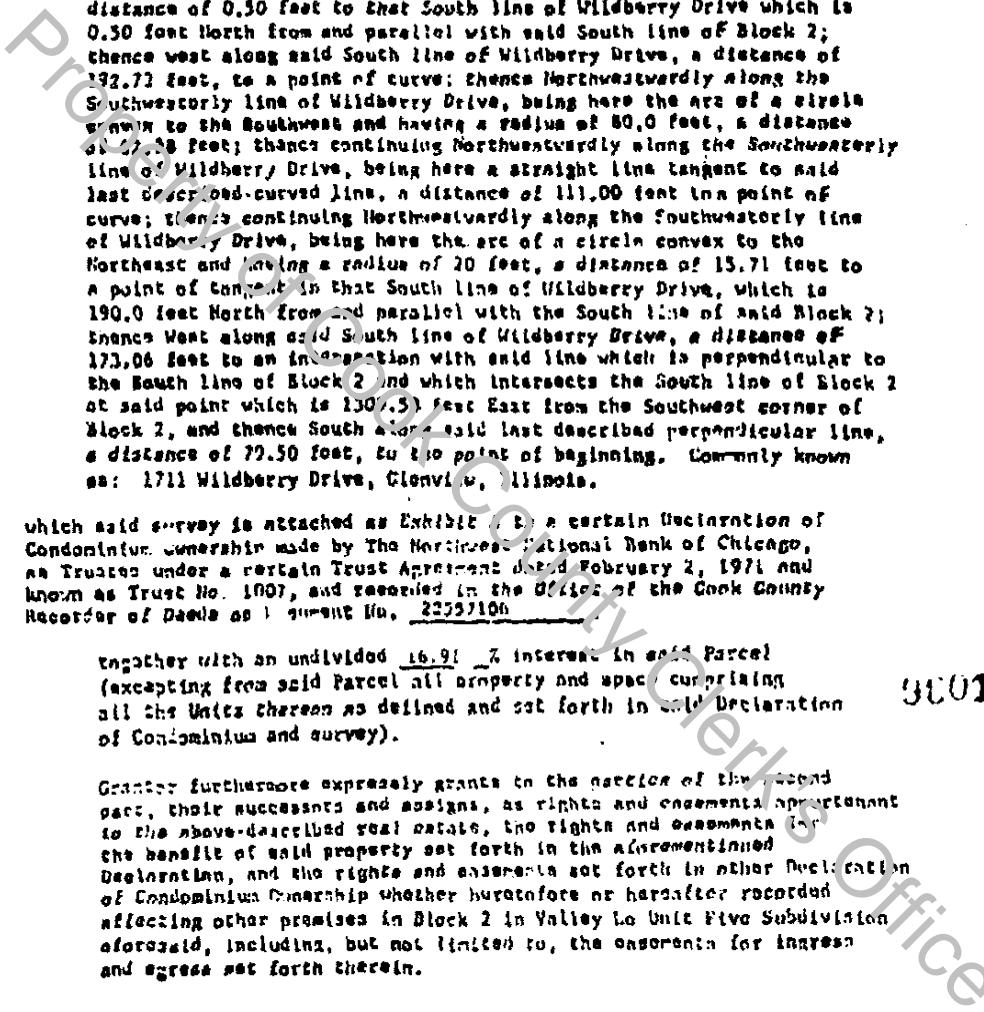 distance of 0.50 feet to that South line of Wildberry Drive which is
0.50 feet North from and parallel with said South line of Block 2;
thence west along said South line of Wildberry Drive, a distance of
192.73 feet, to a point of curve; thence Northwestwardly along the
Southwesterly line of Wildberry Drive, being here the arc of a circle
convex to the Southwest and having a radius of 80.0 feet, a distance
of feet; thence continuing Northwestwardly along the Southwesterly
line of Wildberry Drive, being here a straight line tangent to said
last described curved line, a distance of 111.00 feet to a point of
curve; thence continuing Northwestwardly along the Southwesterly line
of Wildberry Drive, being here the arc of a circle convex to the
Northeast and having a radius of 20 feet, a distance of 15.71 feet to
a point of tangent in that South line of Wildberry Drive, which is
190.0 feet North from and parallel with the South line of said Block 2;
thence West along said South line of Wildberry Drive, a distance of
173.06 feet to an intersection with said line which is perpendicular to
the South line of Block 2 and which intersects the South line of Block 2
at said point which is feet East from the Southwest corner of
Block 2, and thence South along said last described perpendicular line,
a distance of 79.50 feet, to the point of beginning. Commonly known
as: 1711 Wildberry Drive, Glenview, Illinois.
which said survey is attached as Exhibit to a certain Declaration of
Condominium Ownership made by The Northwest National Bank of Chicago,
as Trustee under a certain Trust Agreement dated February 2, 1971 and
known as Trust No. 1007, and recorded in the Office of the Cook County
Recorder of Deeds as Document No. 22557100
together with an undivided 16.91 % interest in said Parcel
(excepting from said Parcel all property and space comprising
all the Units thereon as defined and set forth in said Declaration
of Condominium and survey).
9601
Grantor furthermore expressly grants to the parties of the second
part, their successors and assigns, as rights and easements appurtenant
to the above-described real estate, the rights and easements for
the benefit of said property set forth in the aforementioned
Declaration, and the rights and easements set forth in other Declaration
of Condominium Ownership whether heretofore or hereafter recorded
affecting other premises in Block 2 in Valley Lo Unit Five Subdivision
aforesaid, including, but not limited to, the easements for ingress
and egress set forth therein.
Property of Cook County Clerk's Office